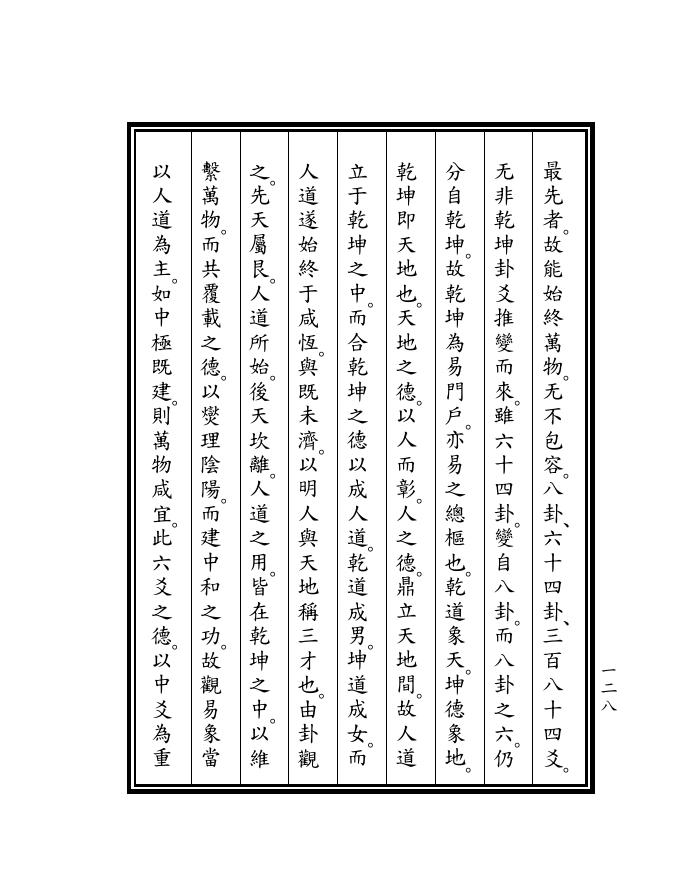 最先者。故能始終萬物。无不包容。八卦、六十四卦、三百八十四爻。
无非乾坤卦爻推變而來。雖六十四卦。變自八卦。而八卦之六。仍
分自乾坤。故乾坤為易門戶。亦易之總樞也。乾道象天。坤德象地。
乾坤即天地也。天地之德。以人而彰。人之德。鼎立天地間。故人道
立于乾坤之中。而合乾坤之德以成人道。乾道成男。坤道成女。而
人道遂始終于咸恆。與既未濟。以明人與天地稱三才也。由卦觀
之。先天屬艮。人道所始。後天坎離。人道之用。皆在乾坤之中。以維
繫萬物。而共覆載之德。以燮理陰陽。而建中和之功。故觀易象當
以人道為主。如中極既建。則萬物咸宜。此六爻之德。以中爻為重
一二八